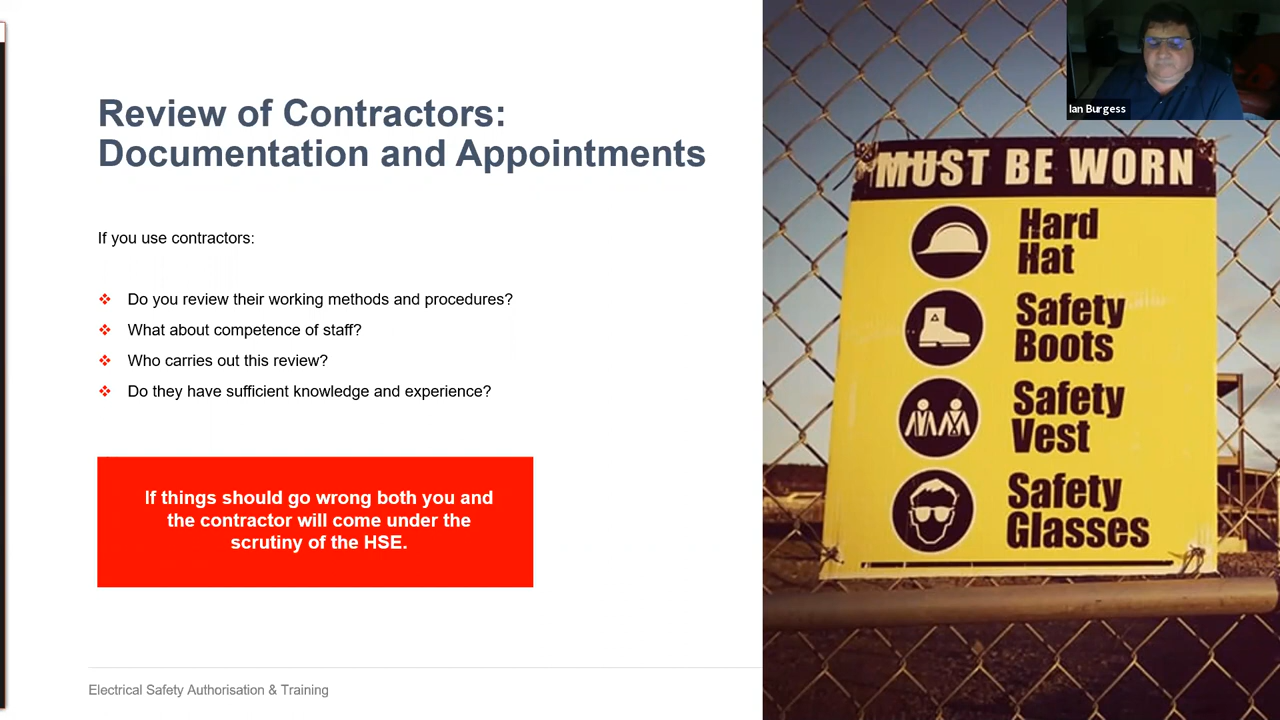 Review of Contractors:
Documentation and Appointments
If you use contractors:
Do you review their working methods and procedures?
What about competence of staff?
Who carries out this review?
Do they have sufficient knowledge and experience?
If things should go wrong both you and
the contractor will come under the
scrutiny of the HSE.
Electrical Safety Authorisation & Training
Ian Burgess
MUST BE WORN
Hard
Hat
Safety
Boots
Safety
Vest
Safety
Glasses